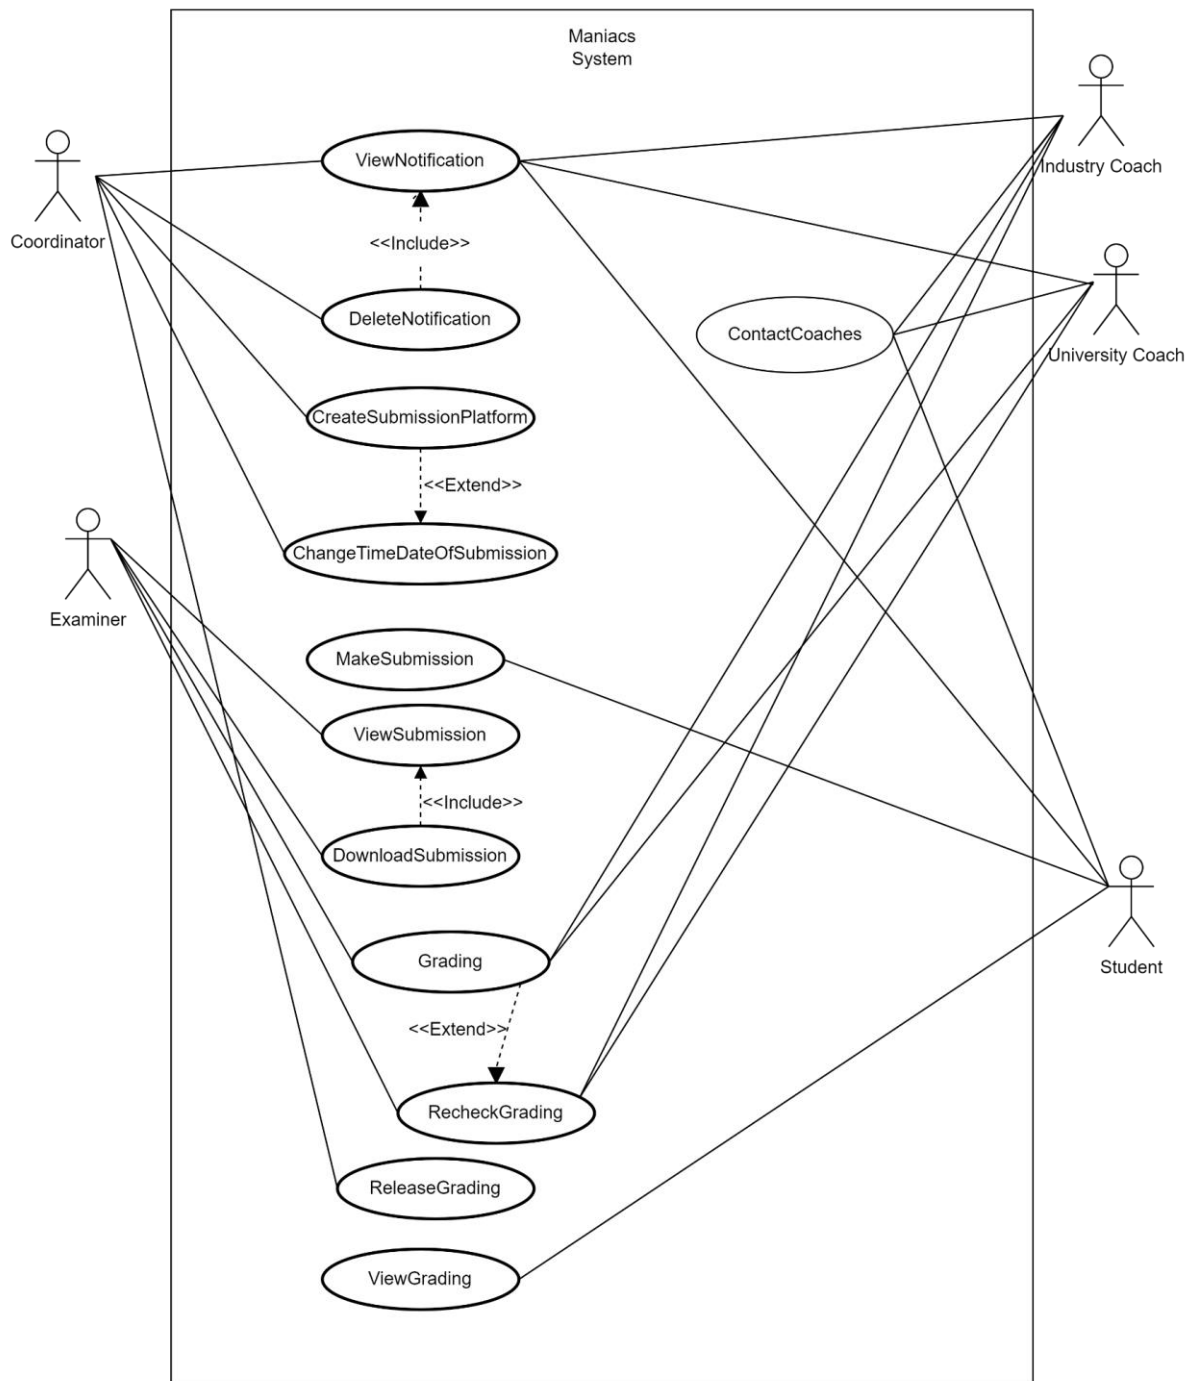 Maniacs
System
ViewNotification
Industry Coach
Coordinator
<<Include>>
DeleteNotification
ContactCoaches
University Coach
CreateSubmissionPlatform
<<Extend>>
ChangeTimeDateOfSubmission
Examiner
MakeSubmission
ViewSubmission
<<Include>>
DownloadSubmission
Grading
Student
<<Extend>>
RecheckGrading
ReleaseGrading
ViewGrading